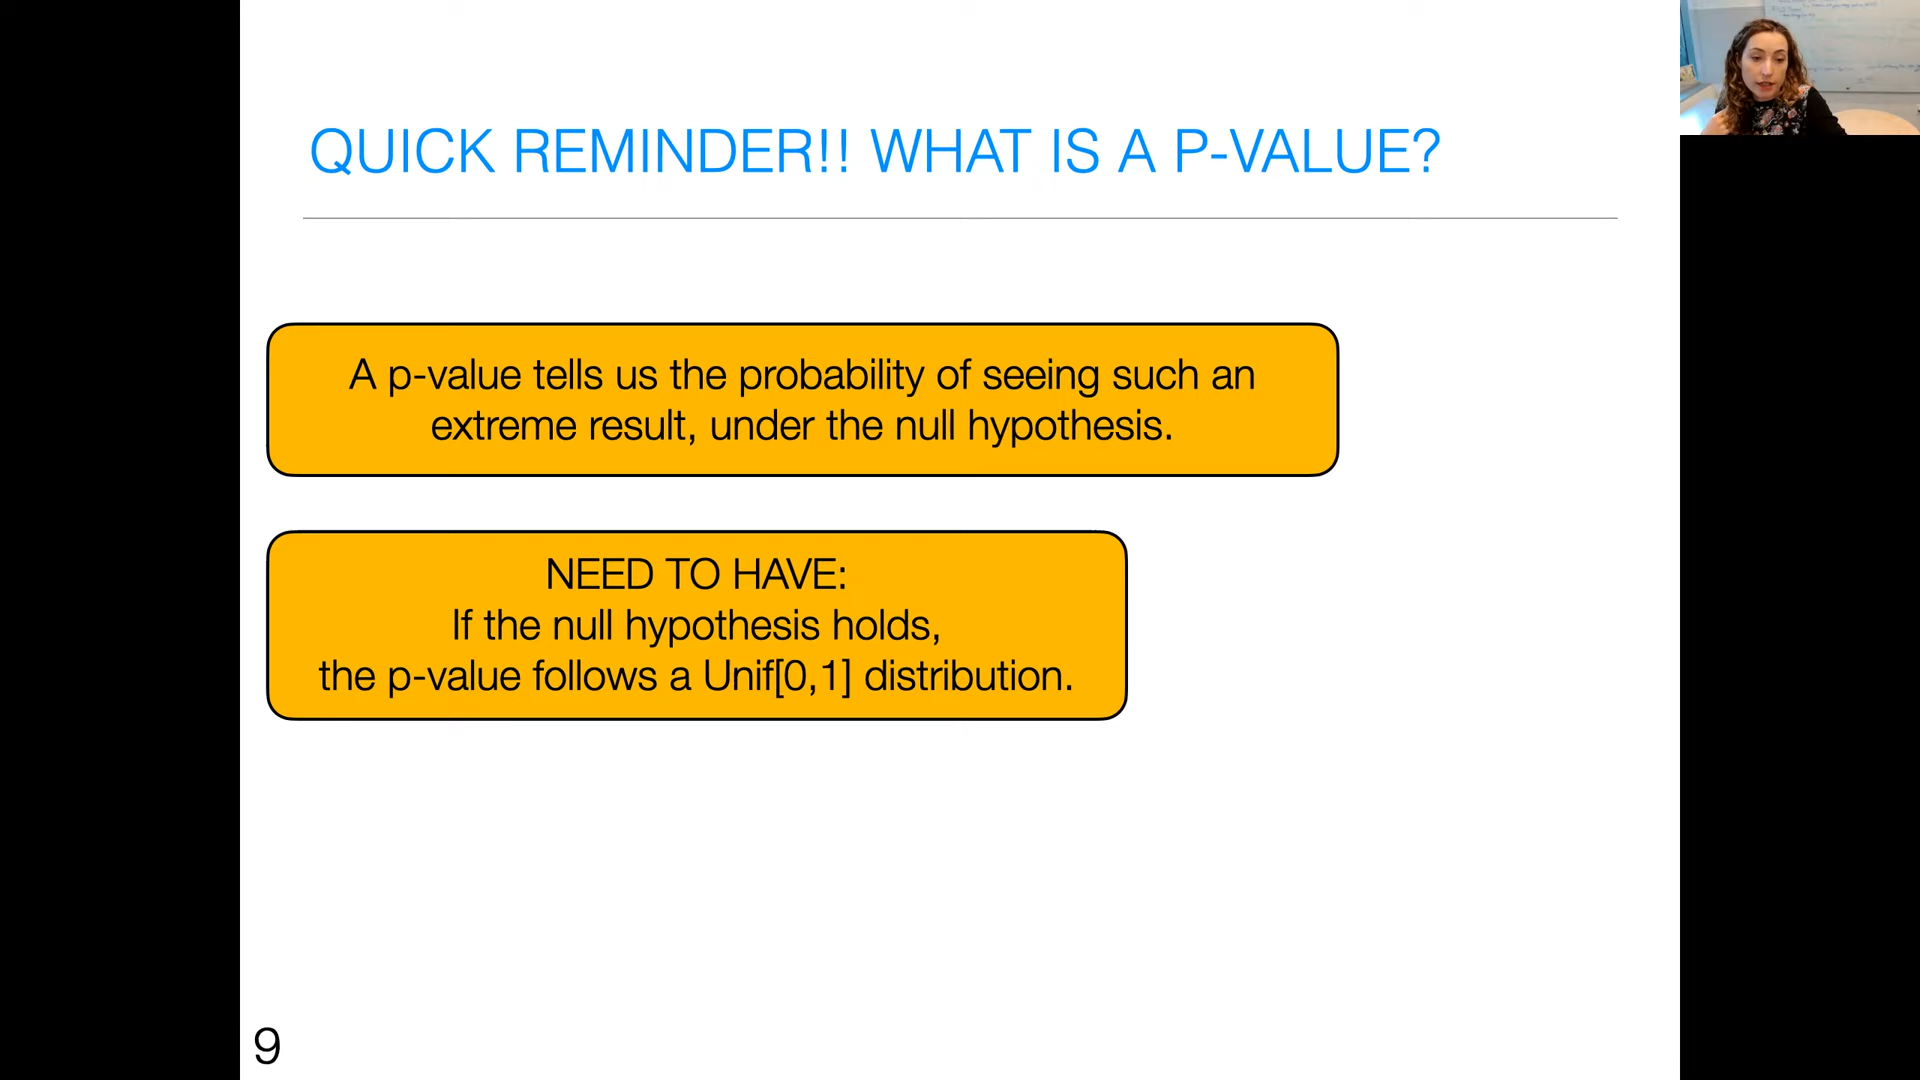 QUICK REMINDER!! WHAT IS A P-VALUE?
A p-value tells us the probability of seeing such an
extreme result, under the null hypothesis.
NEED TO HAVE:
If the null hypothesis holds,
the p-value follows a Unif[0,1] distribution.
9